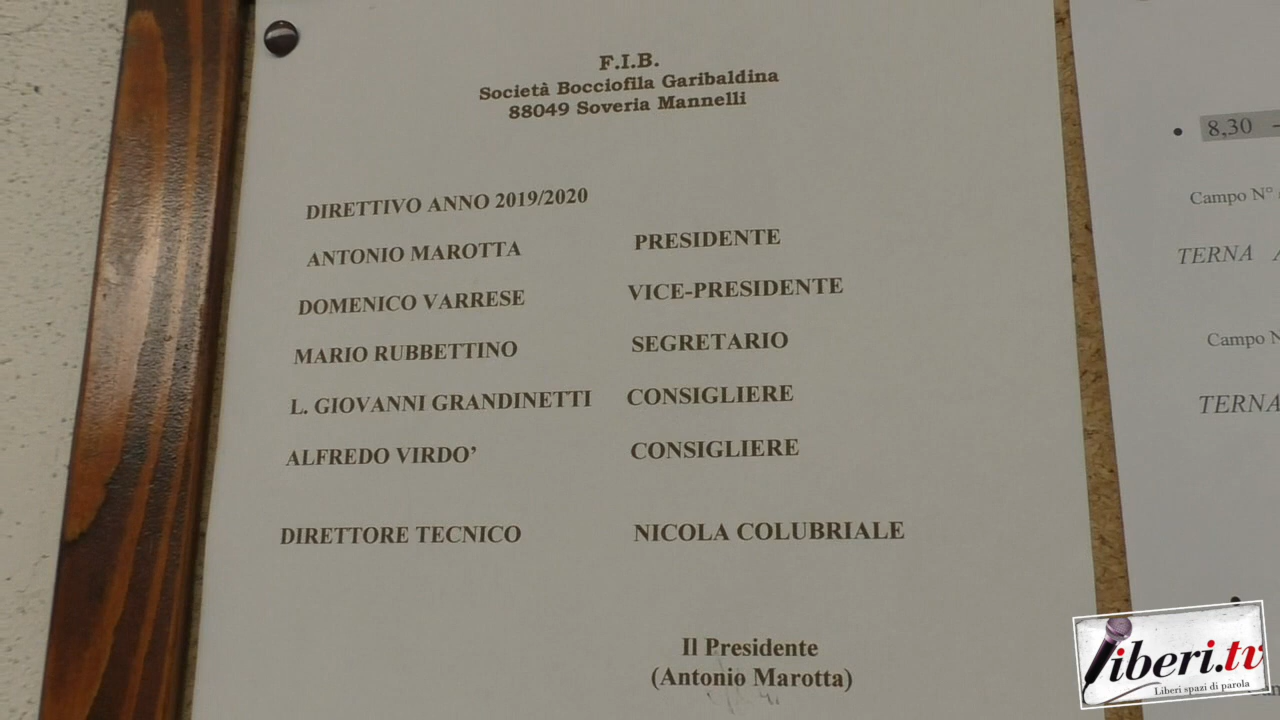 F.I.B.
Società Bocciofila Garibaldina
88049 Soveria Mannelli
DIRETTIVO ANNO 2019/2020
ANTONIO MAROTTA PRESIDENTE
DOMENICO VARRESE VICE-PRESIDENTE
MARIO RUBBETTINO SEGRETARIO
L. GIOVANNI GRANDINETTI CONSIGLIERE
ALFREDO VIRDO’ CONSIGLIERE
DIRETTORE TECNICO NICOLA COLUBRIALE
Il Presidente
(Antonio Marotta)
• 8,30 -
Campo N°
TERNA
Campo
TERNA
liberi.tv
Liberi spazi di parola